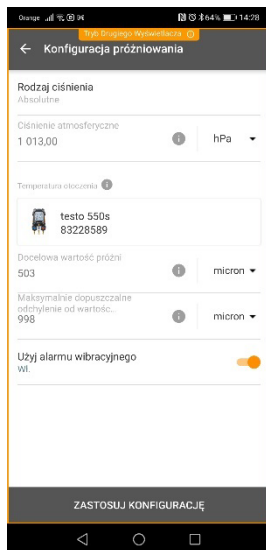 Orange 64% 14:28
Tryb Drugiego Wyświetlacza
Konfiguracja próżniowania
Rodzaj ciśnienia
Absolutne
Ciśnienie atmosferyczne
1 013,00 hPa
Temperatura otoczenia
testo 550s
83228589
Docelowa wartość próżni
503 micron
Maksymalnie dopuszczalne
odchylenie od wartośc...
998 micron
Użyj alarmu wibracyjnego
Wł.
ZASTOSUJ KONFIGURACJĘ